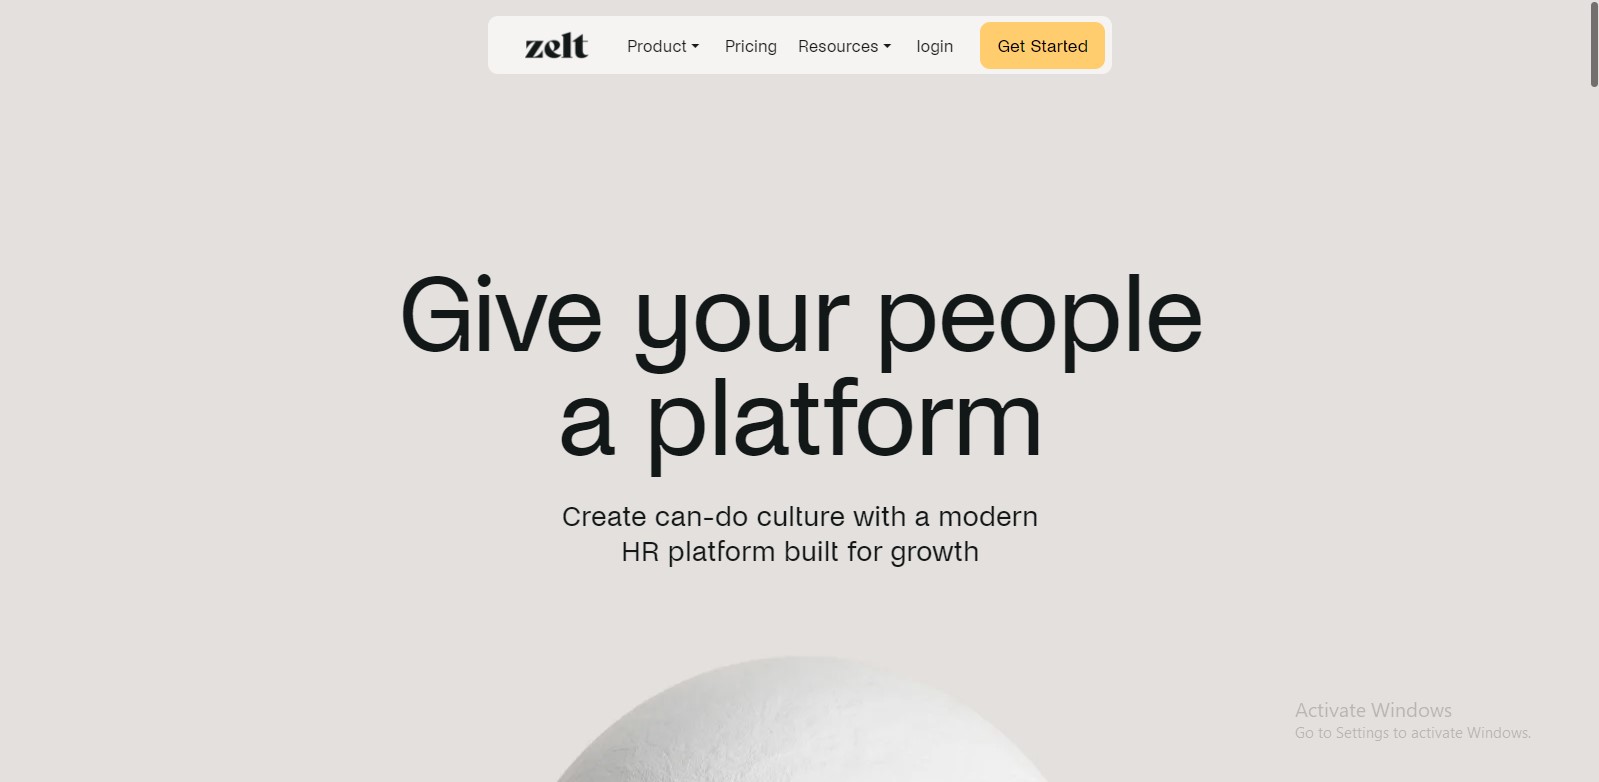 zelt
Product
Pricing
Resources
login
Get Started
Give your people
a platform
Create can-do culture with a modern
HR platform built for growth
Activate Windows
Go to Settings to activate Windows.